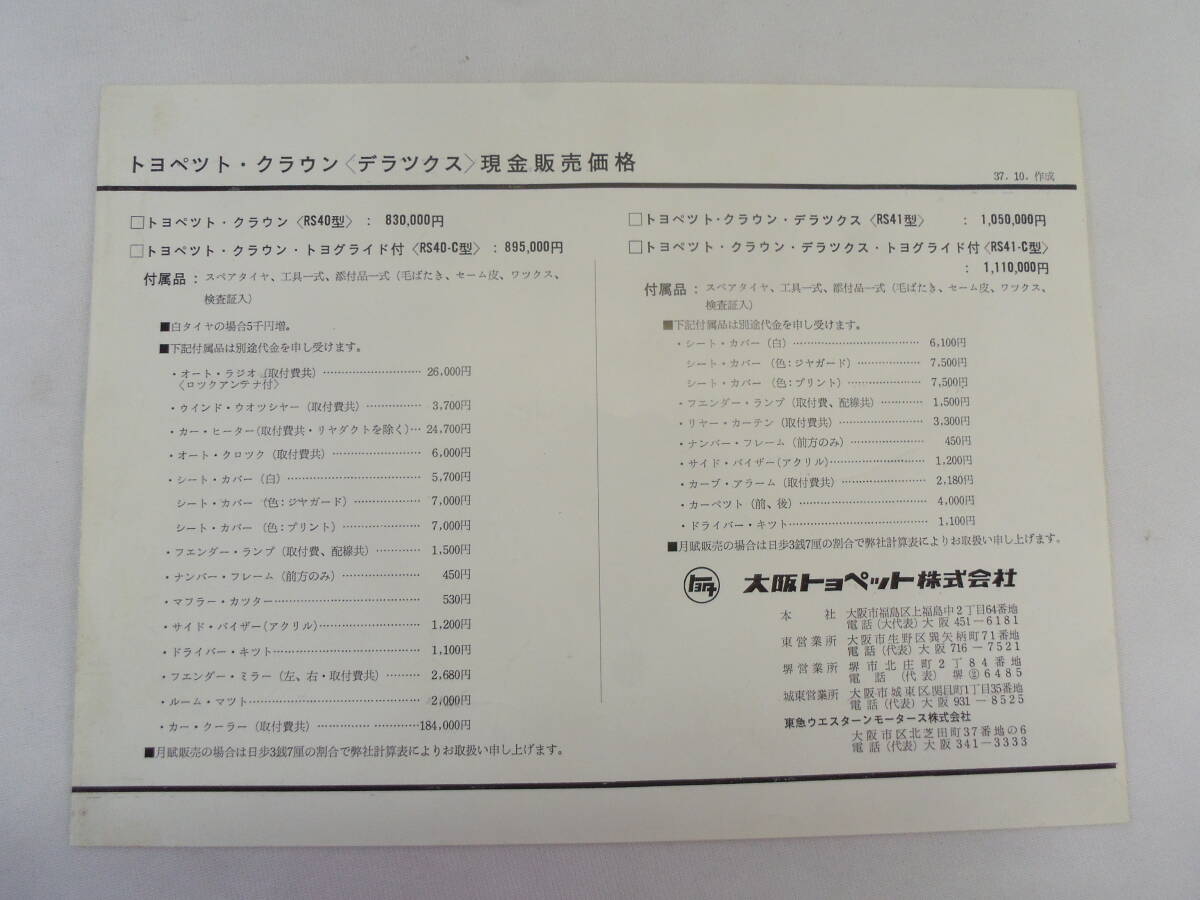 トヨペツト・クラウン〈デラツクス〉現金販売価格
37．10．作成
□トヨペツト・クラウン〈RS40型〉 : 830,000円
□トヨペツト・クラウン・トヨグライド付〈RS40-C型〉 : 895,000円
付属品 : スペアタイヤ、工具一式、添付品一式（毛ばたき、セーム皮、ワツクス、
検査証入）
■白タイヤの場合5千円増。
■下記付属品は別途代金を申し受けます。
・オート・ラジオ（取付費共）…………………… 26,000円
〈ロツクアンテナ付〉
・ウインド・ウオツシヤー（取付費共）…………… 3,700円
・カー・ヒーター（取付費共・リヤダクトを除く）… 24,700円
・オート・クロツク（取付費共）…………………… 6,000円
・シート・カバー（白）…………………………… 5,700円
シート・カバー（色：ジヤガード）……………… 7,000円
シート・カバー（色：プリント）………………… 7,000円
・フエンダー・ランプ（取付費、配線共）………… 1,500円
・ナンバー・フレーム（前方のみ）………………… 450円
・マフラー・カツター……………………………… 530円
・サイド・バイザー（アクリル）…………………… 1,200円
・ドライバー・キツト……………………………… 1,100円
・フエンダー・ミラー（左、右・取付費共）……… 2,680円
・ルーム・マツト………………………………… 2,000円
・カー・クーラー（取付費共）……………………184,000円
■月賦販売の場合は日歩3銭7厘の割合で弊社計算表によりお取扱い申し上げます。
□トヨペツト・クラウン・デラツクス〈RS41型〉 : 1,050,000円
□トヨペツト・クラウン・デラツクス・トヨグライド付〈RS41-C型〉
: 1,110,000円
付属品 : スペアタイヤ、工具一式、添付品一式（毛ばたき、セーム皮、ワツクス、
検査証入）
■下記付属品は別途代金を申し受けます。
・シート・カバー（白）……………………………… 6,100円
シート・カバー （色：ジヤガード）……………… 7,500円
シート・カバー （色：プリント）………………… 7,500円
・フエンダー・ランプ（取付費、配線共）………… 1,500円
・リヤー・カーテン（取付費共）…………………… 3,300円
・ナンバー・フレーム（前方のみ）………………… 450円
・サイド・バイザー（アクリル）…………………… 1,200円
・カーブ・アラーム（取付費共）…………………… 2,180円
・カーペツト（前、後）…………………………… 4,000円
・ドライバー・キツト……………………………… 1,100円
■月賦販売の場合は日歩3銭7厘の割合で弊社計算表によりお取扱い申し上げます。
トヨタ 大阪トヨペット株式会社
本社 大阪市福島区上福島中2丁目64番地
電話（大代表）大阪 451－6181
東営業所 大阪市生野区巽矢柄町71番地
電話（代表）大阪 716－7521
堺営業所 堺市北庄町2丁84番地
電話（代表）堺②6485
城東営業所 大阪市城東区関目町1丁目35番地
電話（代表）大阪 931－8525
東急ウエスターンモータース株式会社
大阪市区北芝田町37番地の6
電話（代表）大阪 341－3333